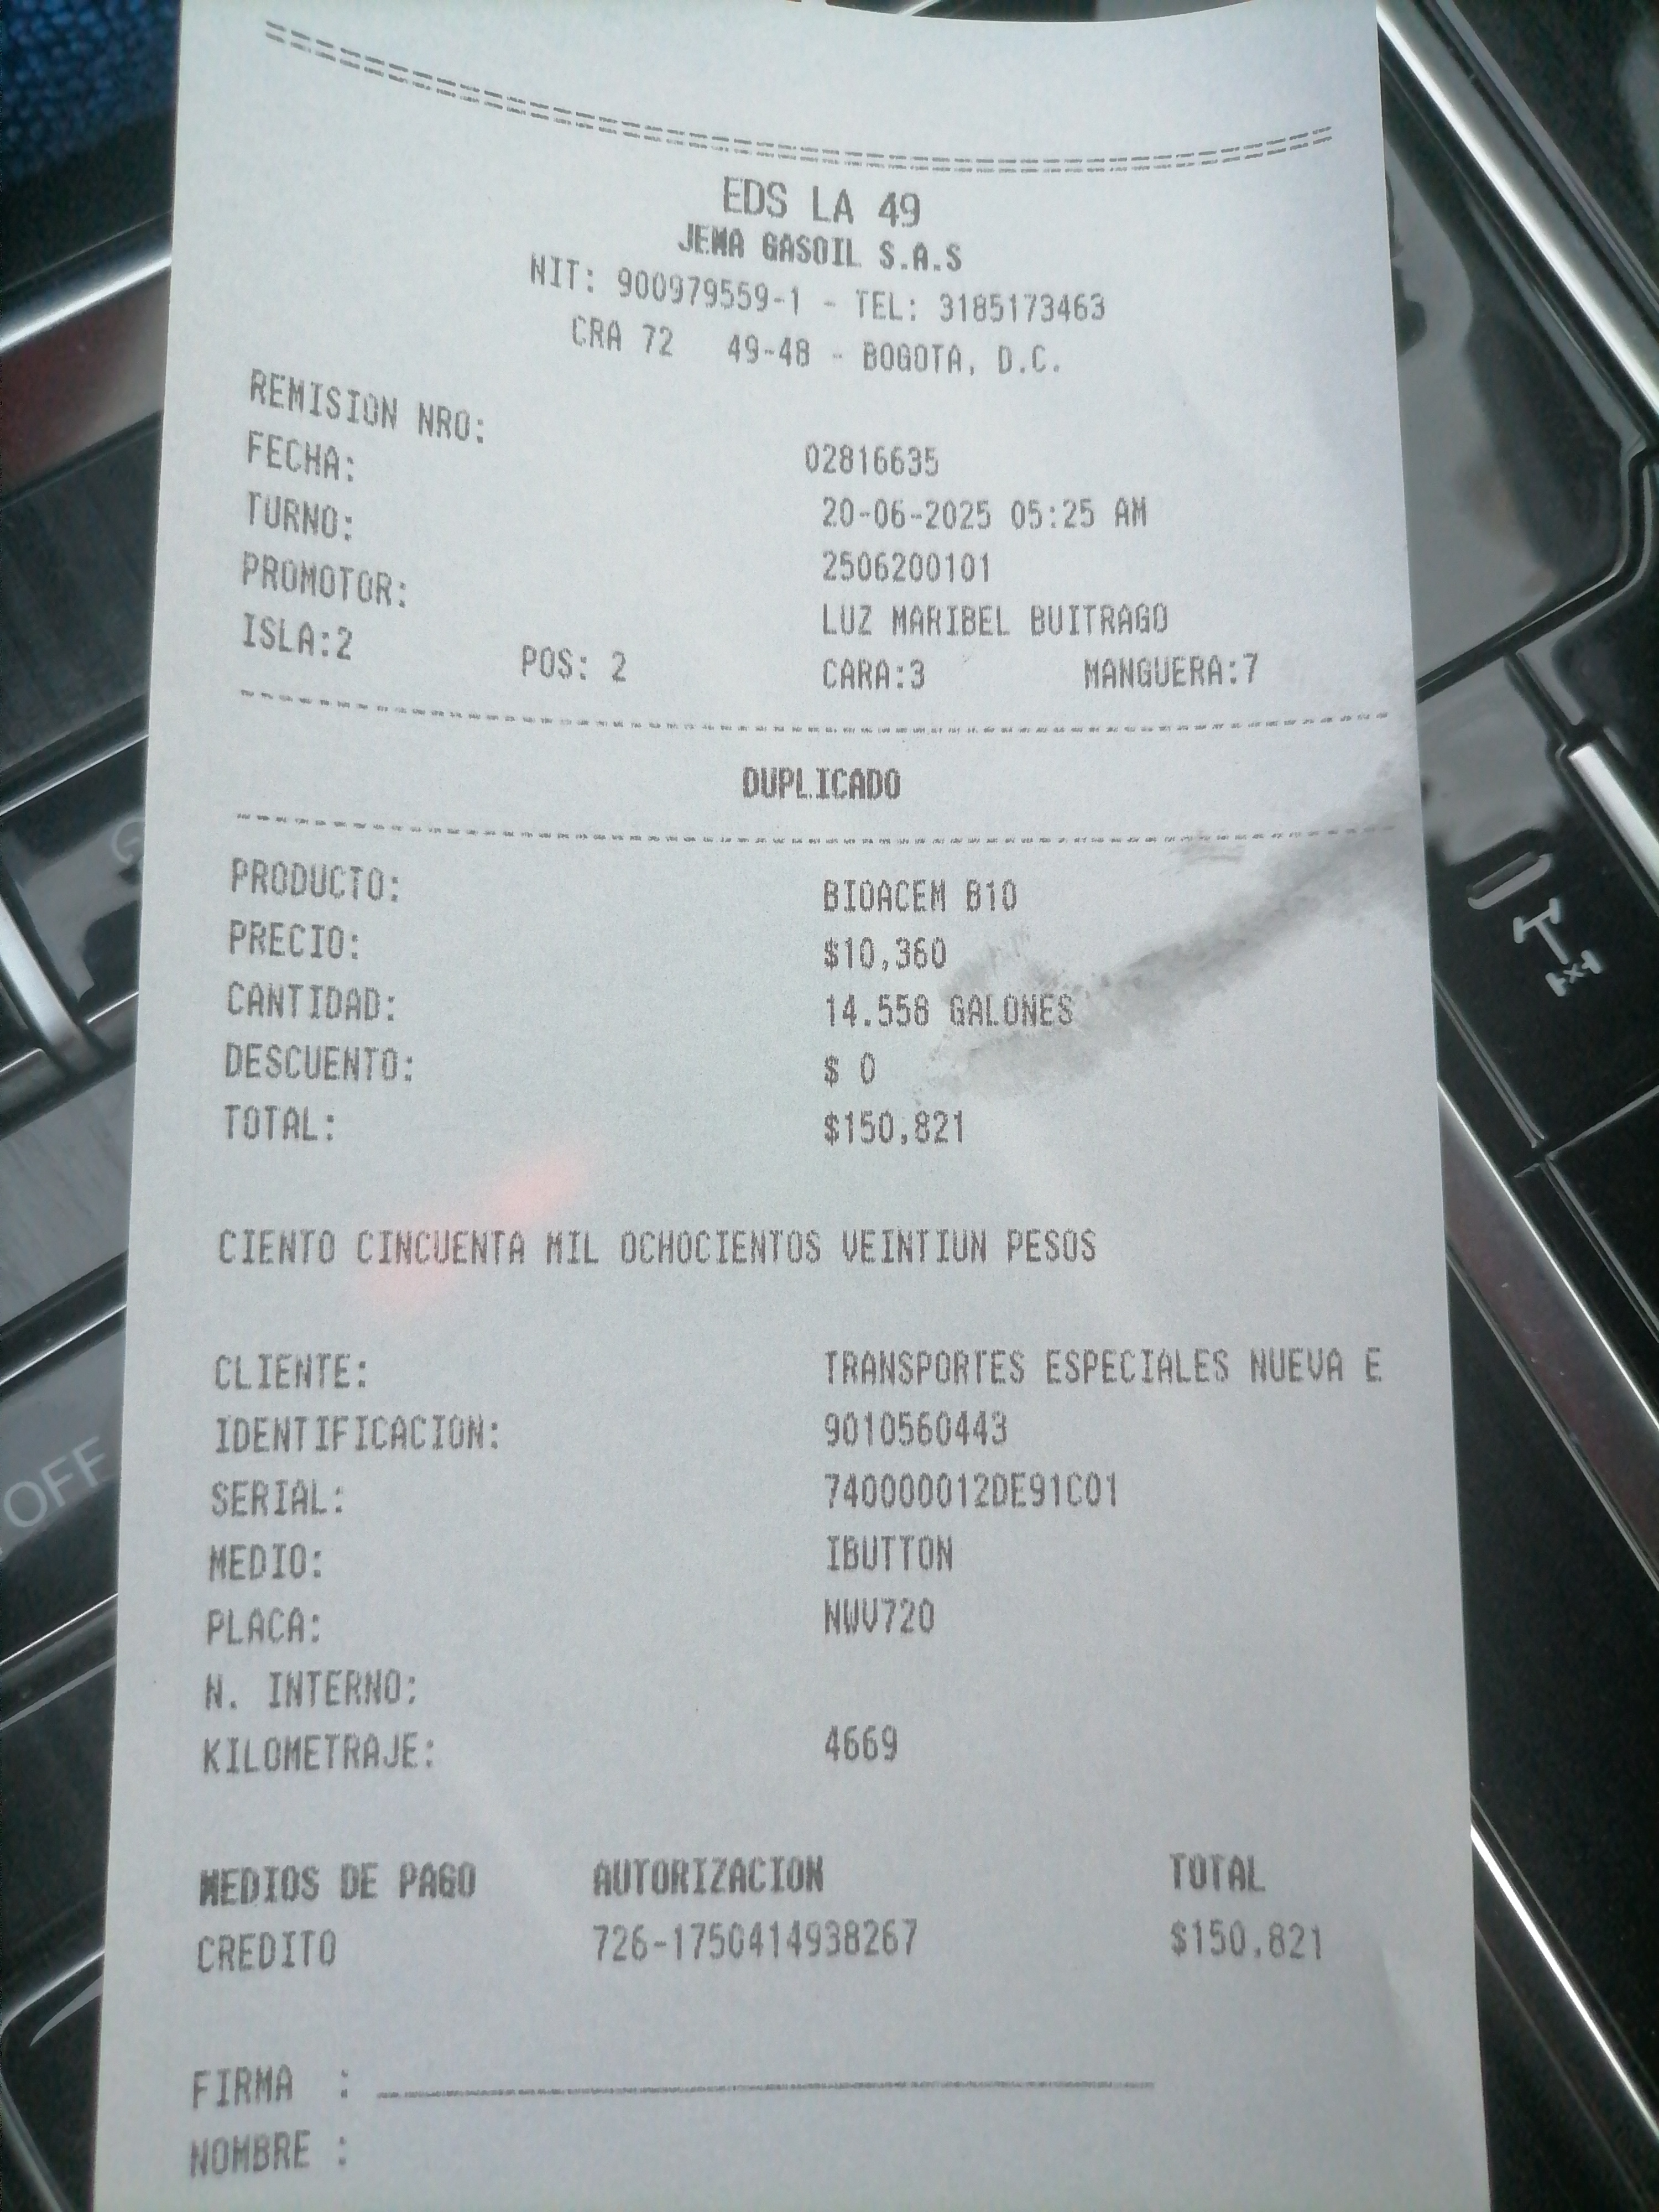 EDS LA 49
JEMA GASOIL S.A.S
NIT: 900979559-1 - TEL: 3185173463
CRA 72 49-48 - BOGOTA, D.C.
REMISION NRO: 02816635
FECHA: 20-06-2025 05:25 AM
TURNO: 2506200101
PROMOTOR: LUZ MARIBEL BUITRAGO
ISLA:2 POS: 2 CARA:3 MANGUERA:7
DUPLICADO
PRODUCTO: BIOACEM B10
PRECIO: $10,360
CANTIDAD: 14.558 GALONES
DESCUENTO: $ 0
TOTAL: $150,821
CIENTO CINCUENTA MIL OCHOCIENTOS VEINTIUN PESOS
CLIENTE: TRANSPORTES ESPECIALES NUEVA E
IDENTIFICACION: 9010560443
SERIAL: 740000012DE91C01
MEDIO: IBUTTON
PLACA: NWV720
N. INTERNO:
KILOMETRAJE: 4669
MEDIOS DE PAGO AUTORIZACION TOTAL
CREDITO 726-1750414938267 $150,821
FIRMA :
NOMBRE :
OFF